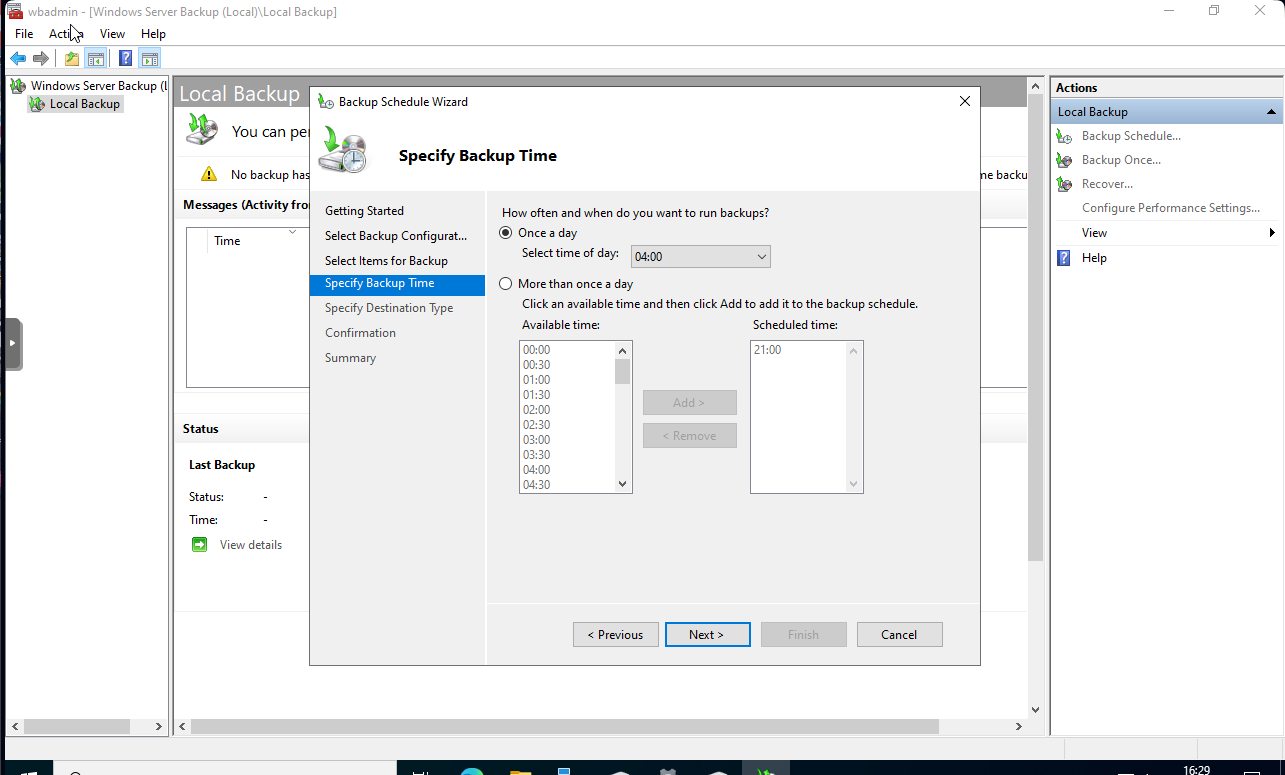 wbadmin - [Windows Server Backup (Local)\Local Backup]
File Action View Help
Windows Server Backup (L
Local Backup
Local Backup
You can per
No backup has
ne backu
Messages (Activity fro
Time
Status
Last Backup
Status: -
Time: -
View details
Backup Schedule Wizard
Specify Backup Time
Getting Started
Select Backup Configurat...
Select Items for Backup
Specify Backup Time
Specify Destination Type
Confirmation
Summary
How often and when do you want to run backups?
Once a day
Select time of day: 04:00
More than once a day
Click an available time and then click Add to add it to the backup schedule.
Available time: Scheduled time:
00:00
00:30
01:00
01:30
02:00
02:30
03:00
03:30
04:00
04:30
Add >
< Remove
21:00
< Previous Next > Finish Cancel
Actions
Local Backup
Backup Schedule...
Backup Once...
Recover...
Configure Performance Settings...
View
Help
16:29